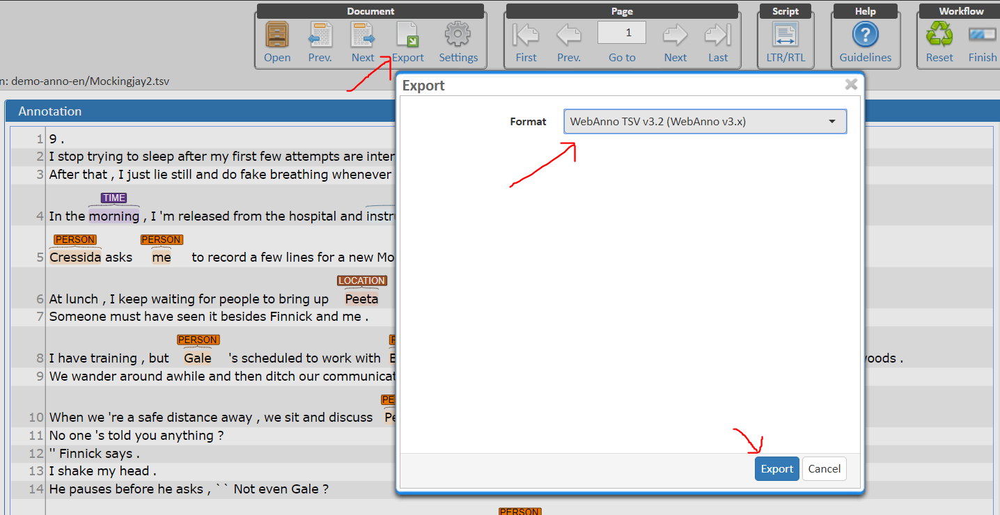 Document Page Script Help Workflow
1
Open Prev. Next Export Settings First Prev. Go to Next Last LTR/RTL Guidelines Reset Finish
n: demo-anno-en/Mockingjay2.tsv
Export
Annotation
Format WebAnno TSV v3.2 (WebAnno v3.x)
1 9 .
2 I stop trying to sleep after my first few attempts are inter
3 After that , I just lie still and do fake breathing whenever
TIME
4 In the morning , I 'm released from the hospital and instru
PERSON PERSON
5 Cressida asks me to record a few lines for a new Mo
LOCATION
6 At lunch , I keep waiting for people to bring up Peeta
7 Someone must have seen it besides Finnick and me .
PERSON
8 I have training , but Gale 's scheduled to work with woods .
9 We wander around awhile and then ditch our communicat
PE
10 When we 're a safe distance away , we sit and discuss Pe
11 No one 's told you anything ?
12 '' Finnick says .
13 I shake my head .
14 He pauses before he asks , ` ` Not even Gale ?
Export Cancel
PERSON